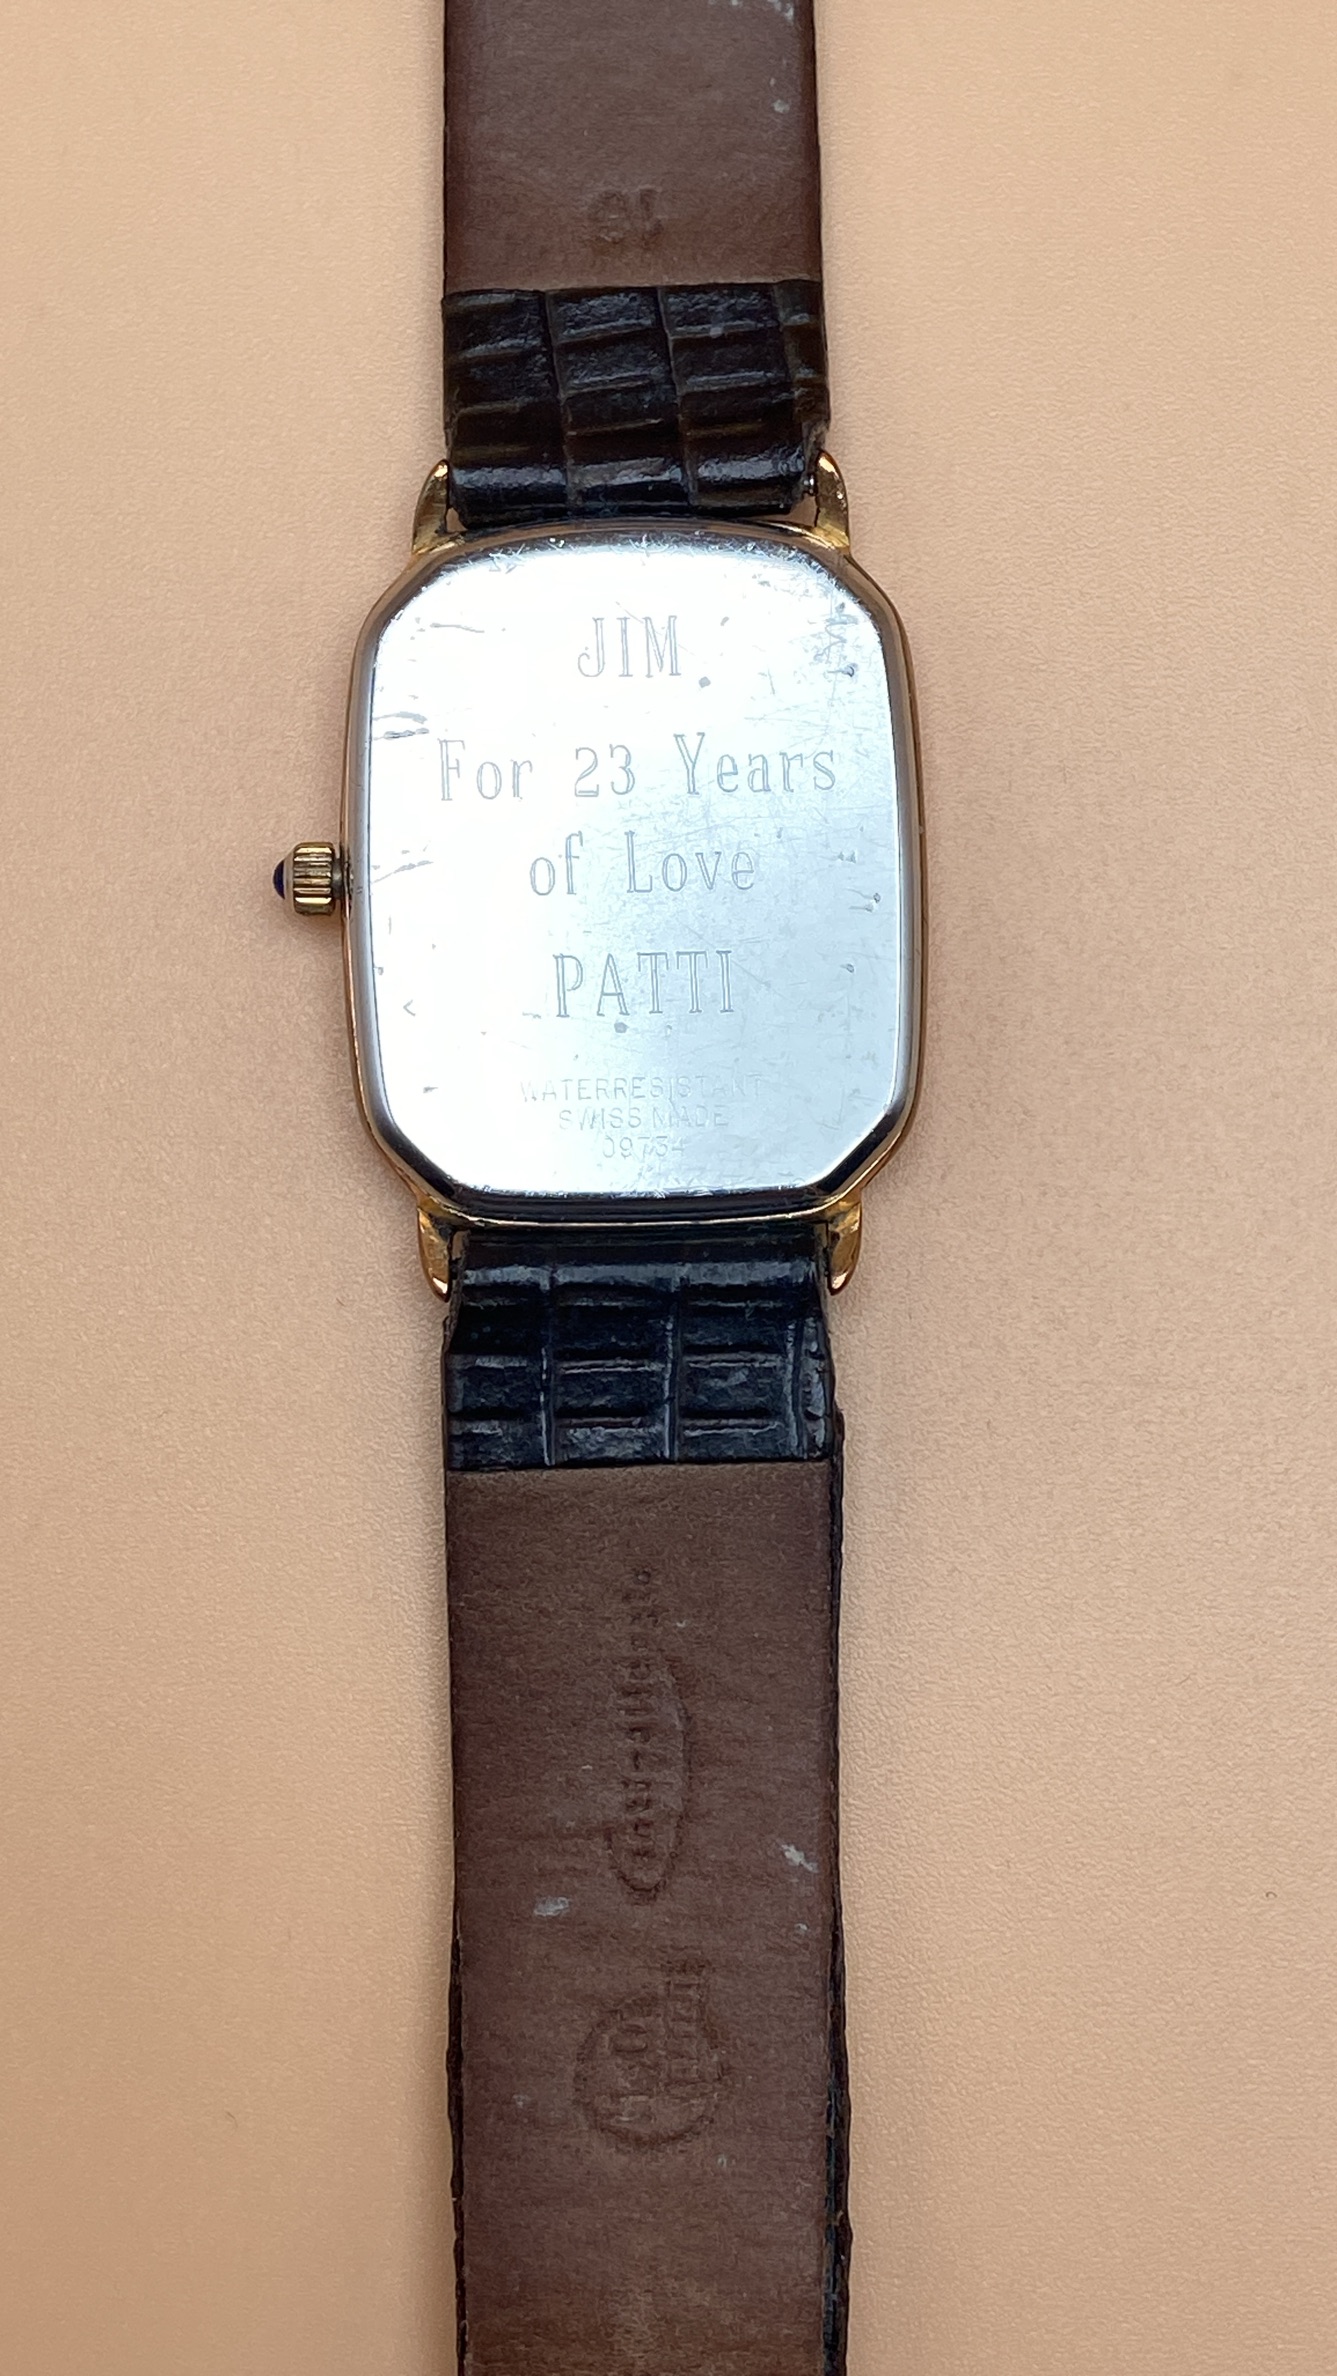 JIM
For 23 Years
of Love
PATTI
WATERRESISTANT
SWISS MADE
09734